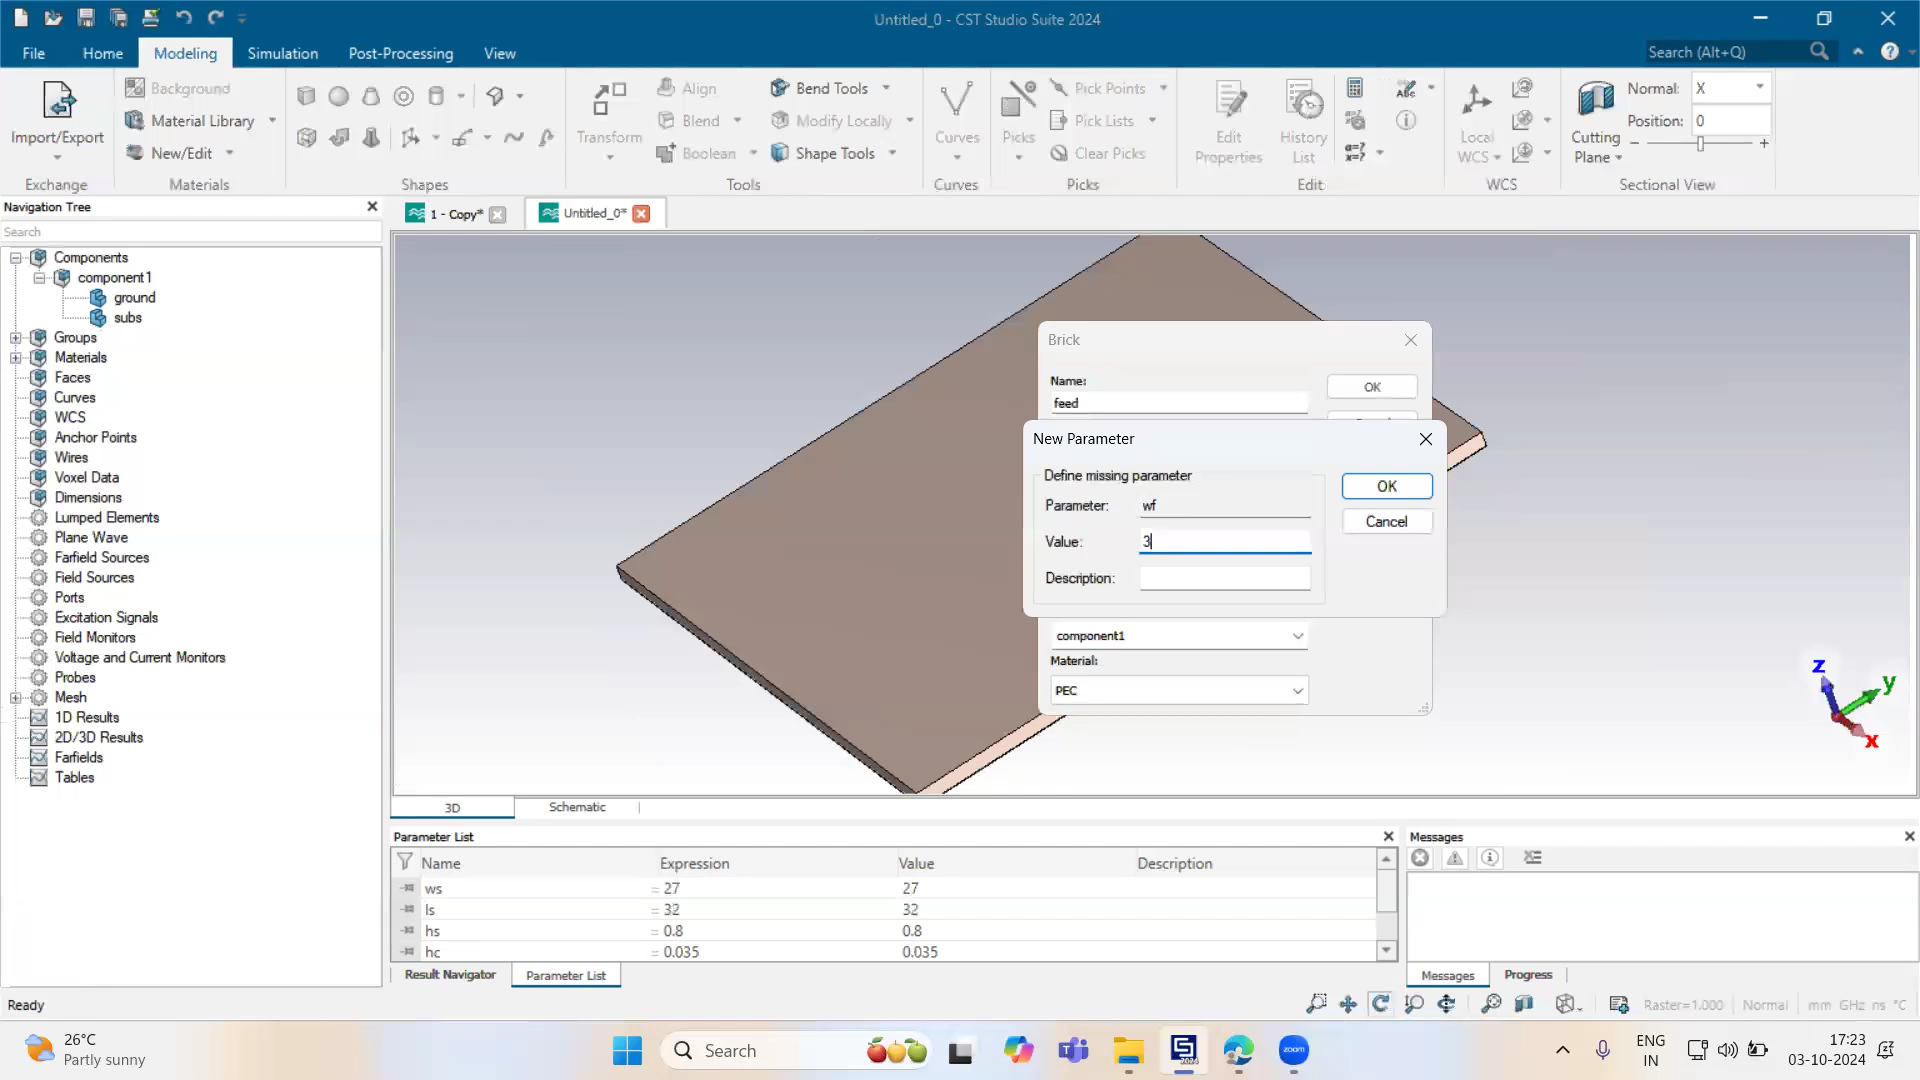 Untitled_0 - CST Studio Suite 2024
File
Home
Modeling
Simulation
Post-Processing
View
Search (Alt+Q)
Import/Export
Exchange
Background
Material Library
New/Edit
Materials
Shapes
Transform
Align
Blend
Boolean
Bend Tools
Modify Locally
Shape Tools
Tools
Curves
Curves
Picks
Pick Points
Pick Lists
Clear Picks
Picks
Edit
Properties
History
List
Edit
Local
WCS
WCS
Cutting
Plane
Normal: X
Position: 0
Sectional View
Navigation Tree
Search
Components
component1
ground
subs
Groups
Materials
Faces
Curves
WCS
Anchor Points
Wires
Voxel Data
Dimensions
Lumped Elements
Plane Wave
Farfield Sources
Field Sources
Ports
Excitation Signals
Field Monitors
Voltage and Current Monitors
Probes
Mesh
1D Results
2D/3D Results
Farfields
Tables
1 - Copy*
Untitled_0*
Brick
Name:
feed
OK
New Parameter
Define missing parameter
Parameter: wf
Value: 3
Description:
OK
Cancel
component1
Material:
PEC
z
y
x
3D
Schematic
Parameter List
Name Expression Value Description
ws = 27 27
ls = 32 32
hs = 0.8 0.8
hc = 0.035 0.035
Result Navigator
Parameter List
Messages
Messages
Progress
Ready
Raster=1.000 Normal mm GHz ns °C
26°C
Partly sunny
Search
2024
zoom
ENG
IN
17:23
03-10-2024